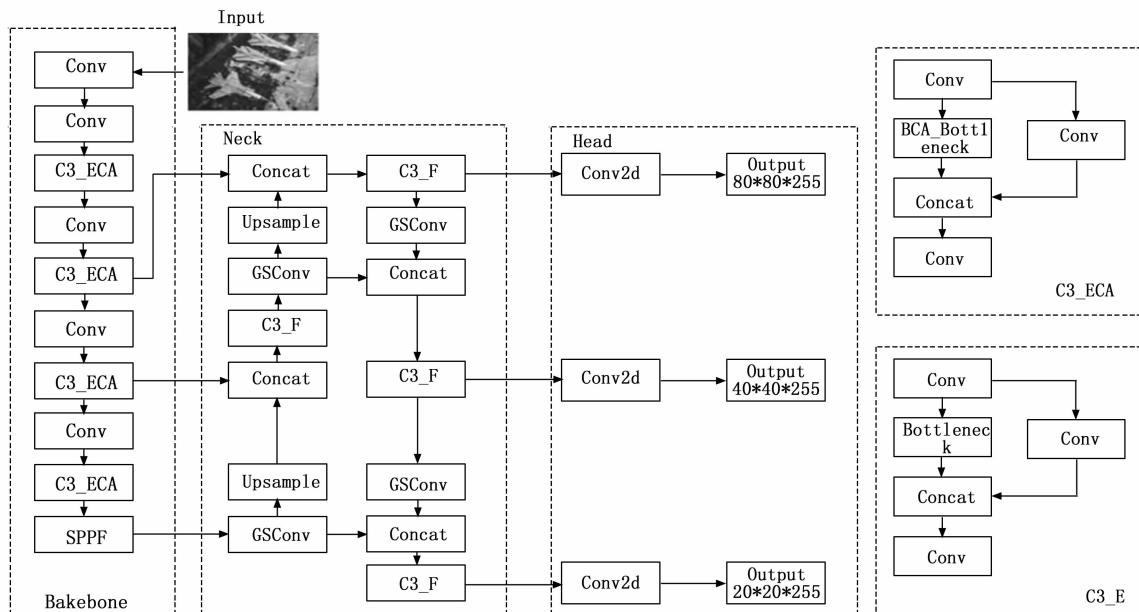 Input
Conv
Conv
C3_ECA
Conv
C3_ECA
Conv
C3_ECA
Conv
C3_ECA
SPPF
Bakebone
Neck
Concat
Upsample
GSConv
C3_F
Concat
Upsample
GSConv
C3_F
GSConv
Concat
C3_F
GSConv
Concat
C3_F
Head
Conv2d
Output
80*80*255
Conv2d
Output
40*40*255
Conv2d
Output
20*20*255
Conv
BCA_Bottl
eneck
Conv
Concat
Conv
C3_ECA
Conv
Bottlenec
k
Conv
Concat
Conv
C3_E